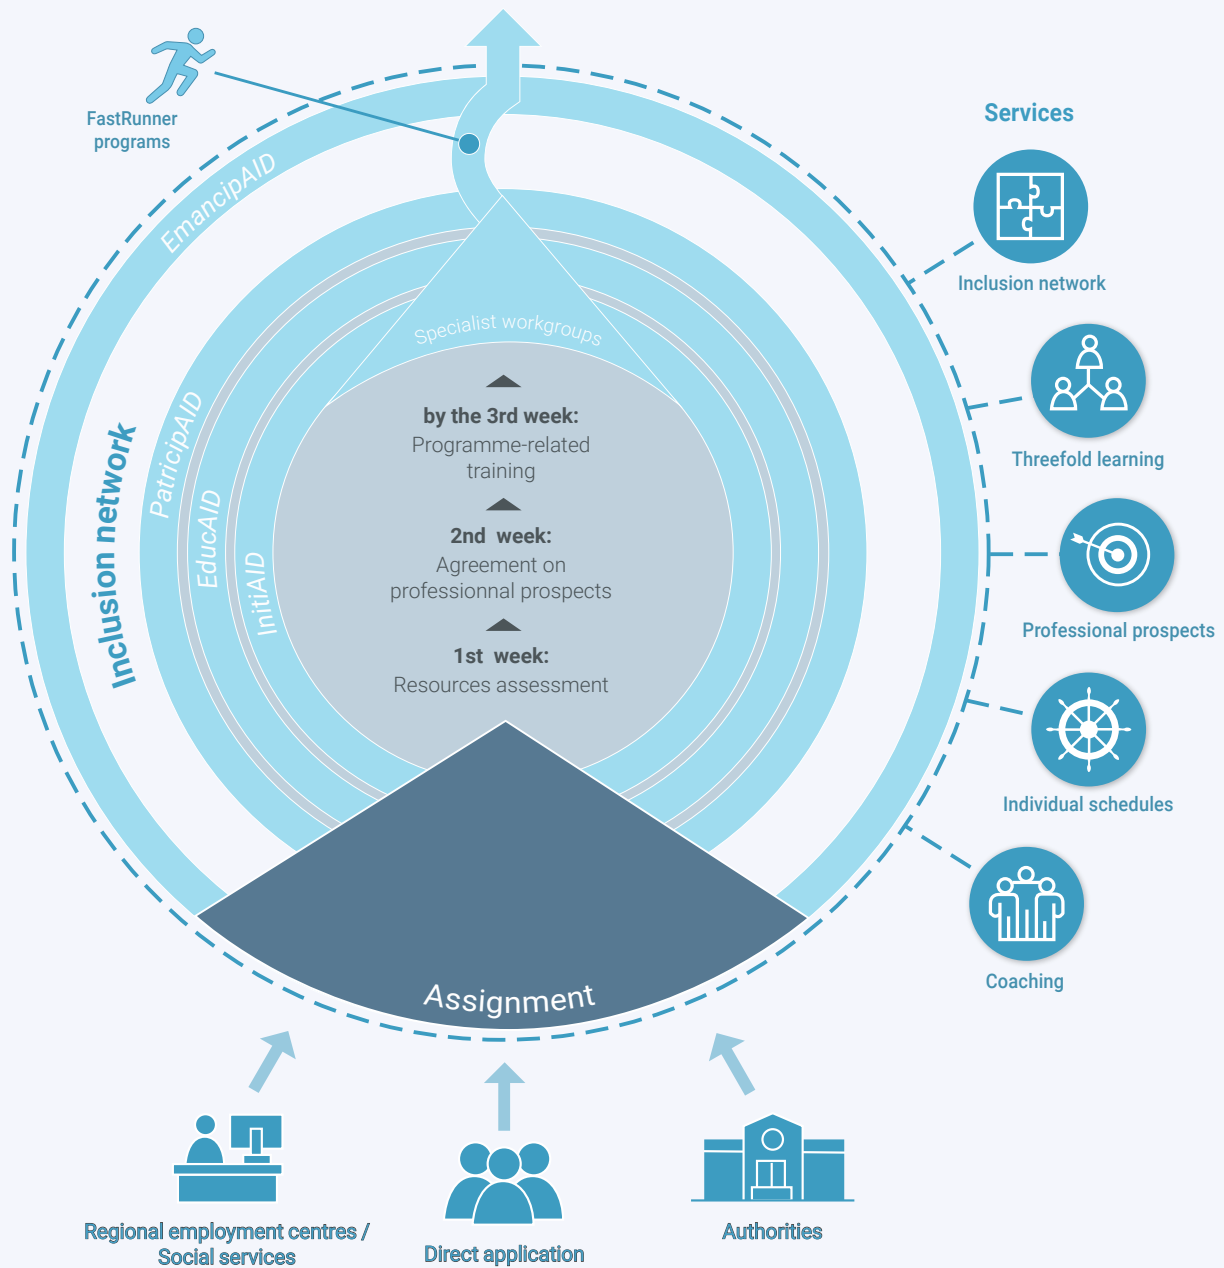 FastRunner
programs
Services
EmancipAID
Inclusion network
Specialist workgroups
by the 3rd week:
Programme-related
training
PatricipAID
Inclusion network
Threefold learning
EducAID
2nd week:
Agreement on
professionnal prospects
InitiAID
Professional prospects
1st week:
Resources assessment
Individual schedules
Coaching
Assignment
Regional employment centres /
Social services
Direct application
Authorities